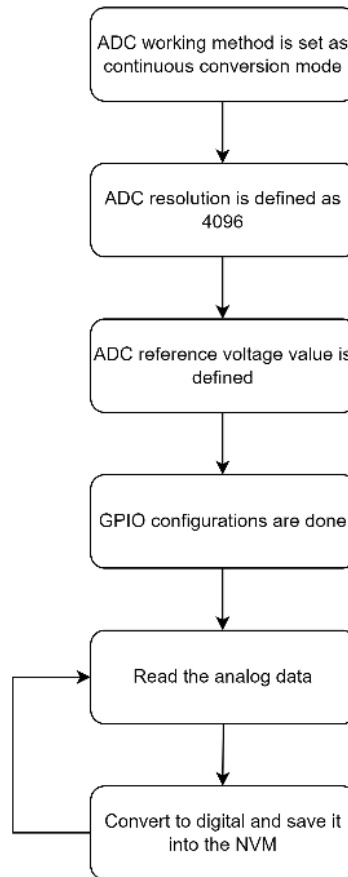 ADC working method is set as
continuous conversion mode
ADC resolution is defined as
4096
ADC reference voltage value is
defined
GPIO configurations are done
Read the analog data
Convert to digital and save it
into the NVM